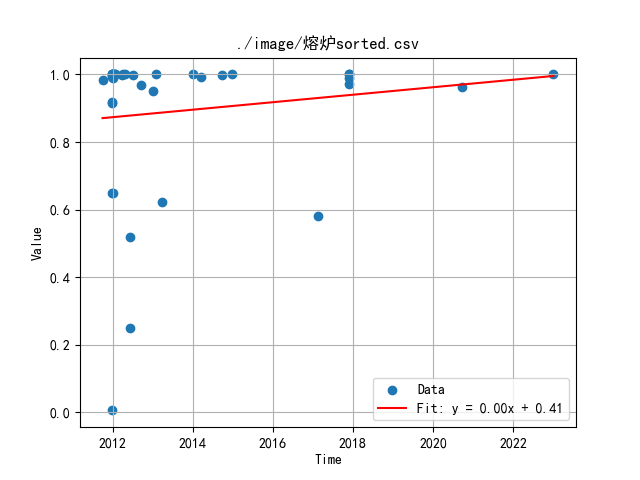 ./image/熔炉sorted.csv
1.0
0.8
0.6
0.4
0.2
0.0
Value
2012 2014 2016 2018 2020 2022
Time
Data
Fit: y = 0.00x + 0.41